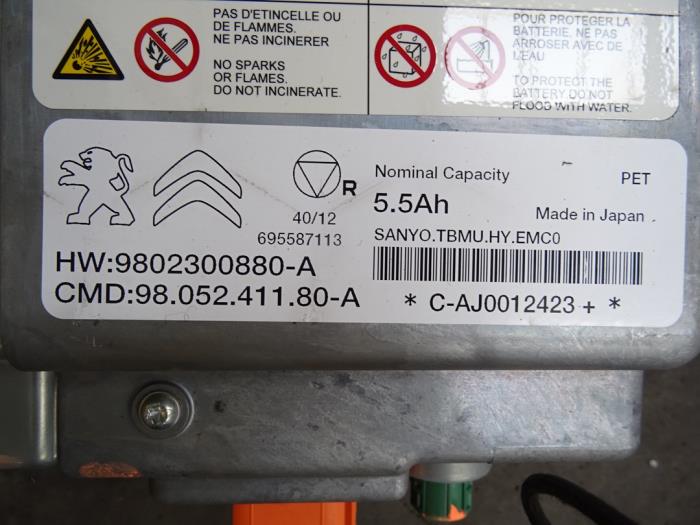 PAS D'ETINCELLE OU
DE FLAMMES.
NE PAS INCINERER
NO SPARKS
OR FLAMES.
DO NOT INCINERATE.
POUR PROTEGER LA
BATTERIE, NE PAS
ARROSER AVEC DE
L'EAU
TO PROTECT THE
BATTERY DO NOT
FLOOD WITH WATER.
R
40/12
695587113
HW:9802300880-A
CMD:98.052.411.80-A
Nominal Capacity
PET
5.5Ah
Made in Japan
SANYO.TBMU.HY.EMC0
* C-AJ0012423 + *